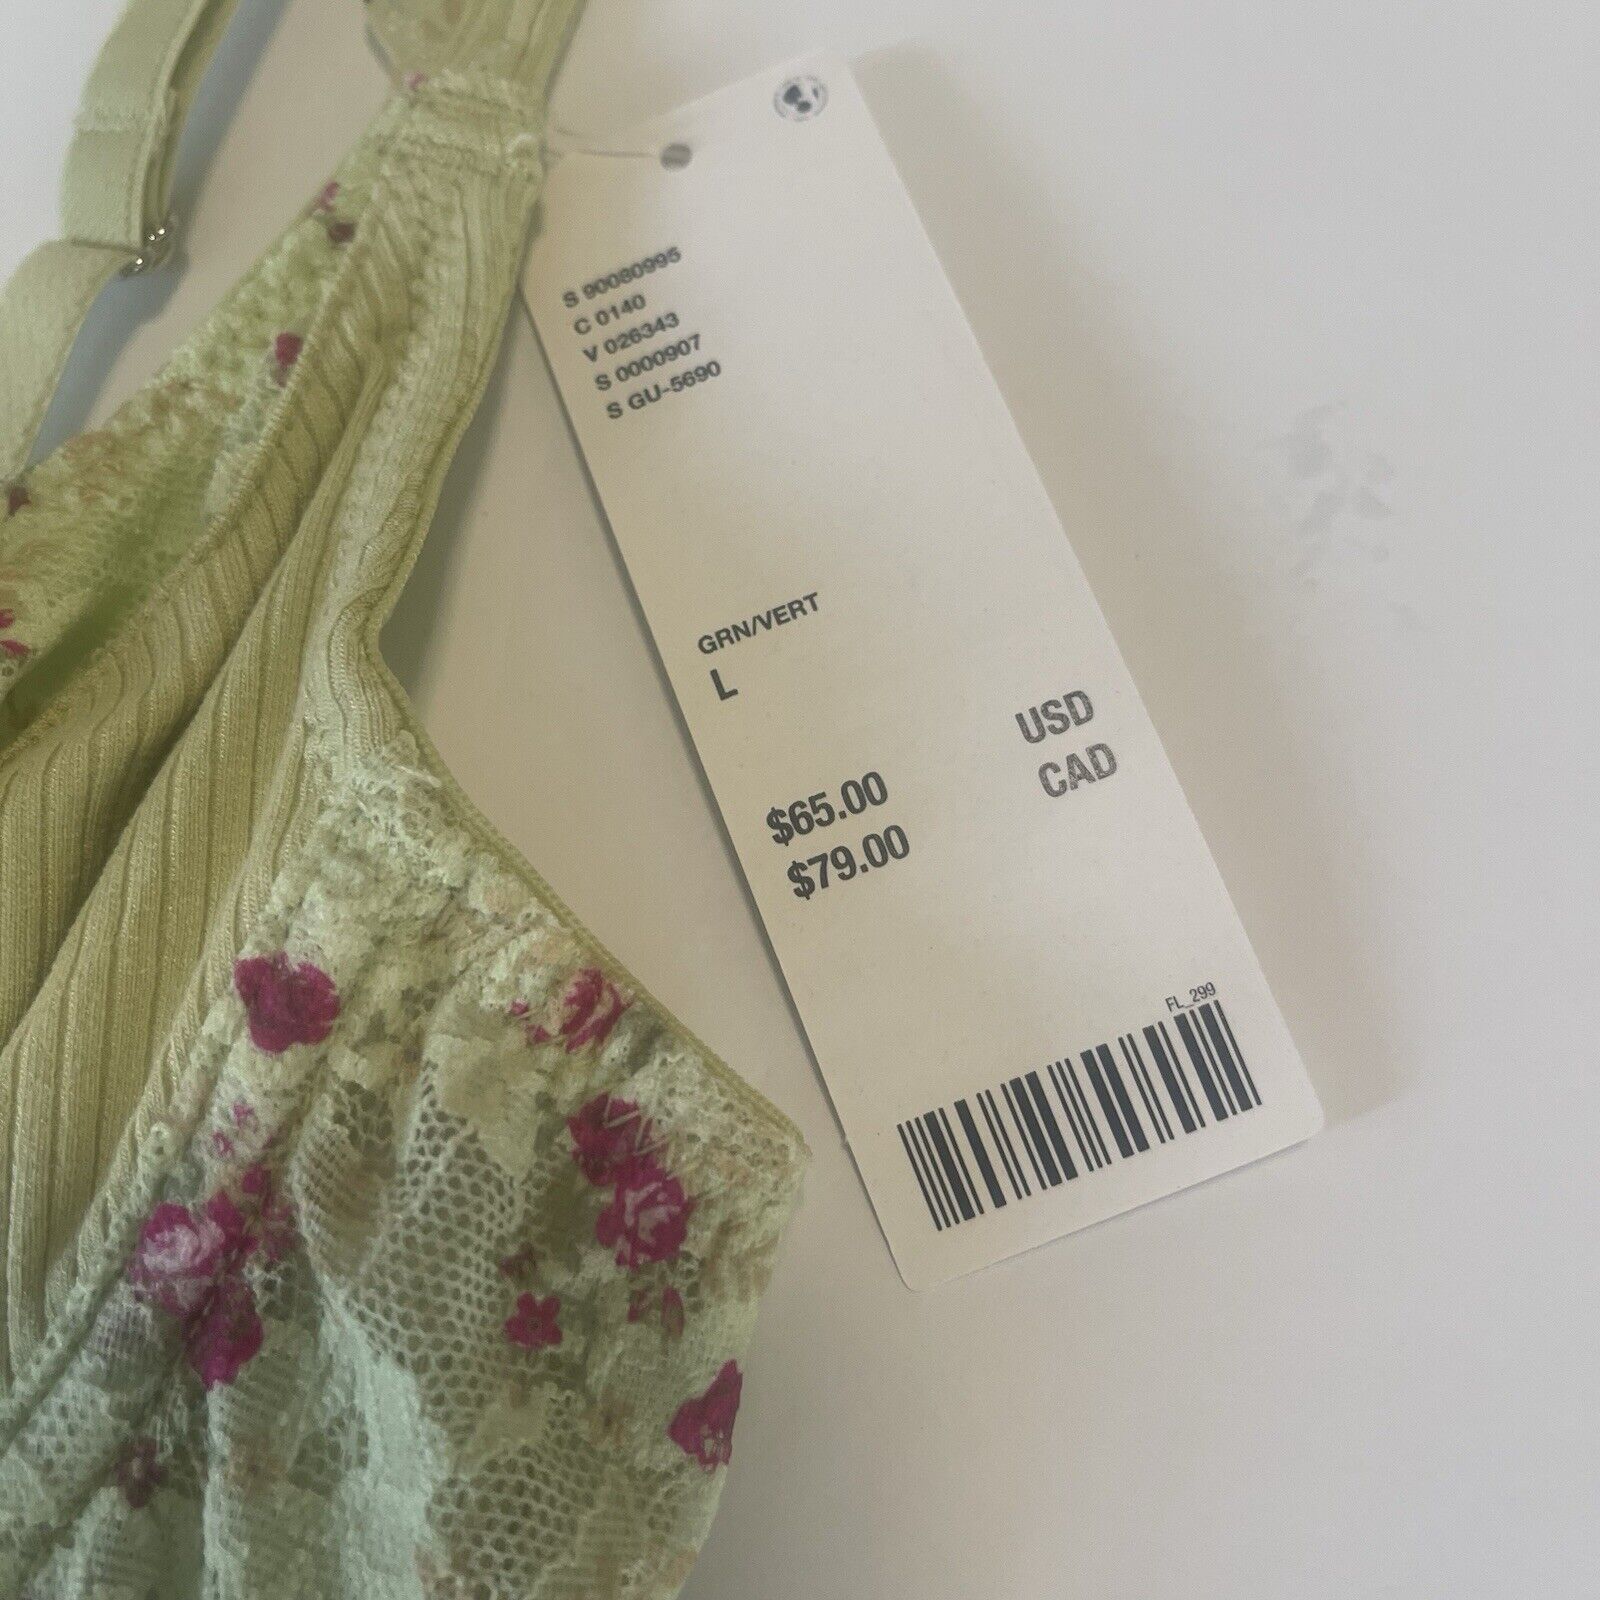 S 90080995
C 0140
V 026343
S 0000907
S GU-5690
GRN/VERT
L
$65.00 USD
$79.00 CAD
FL_299